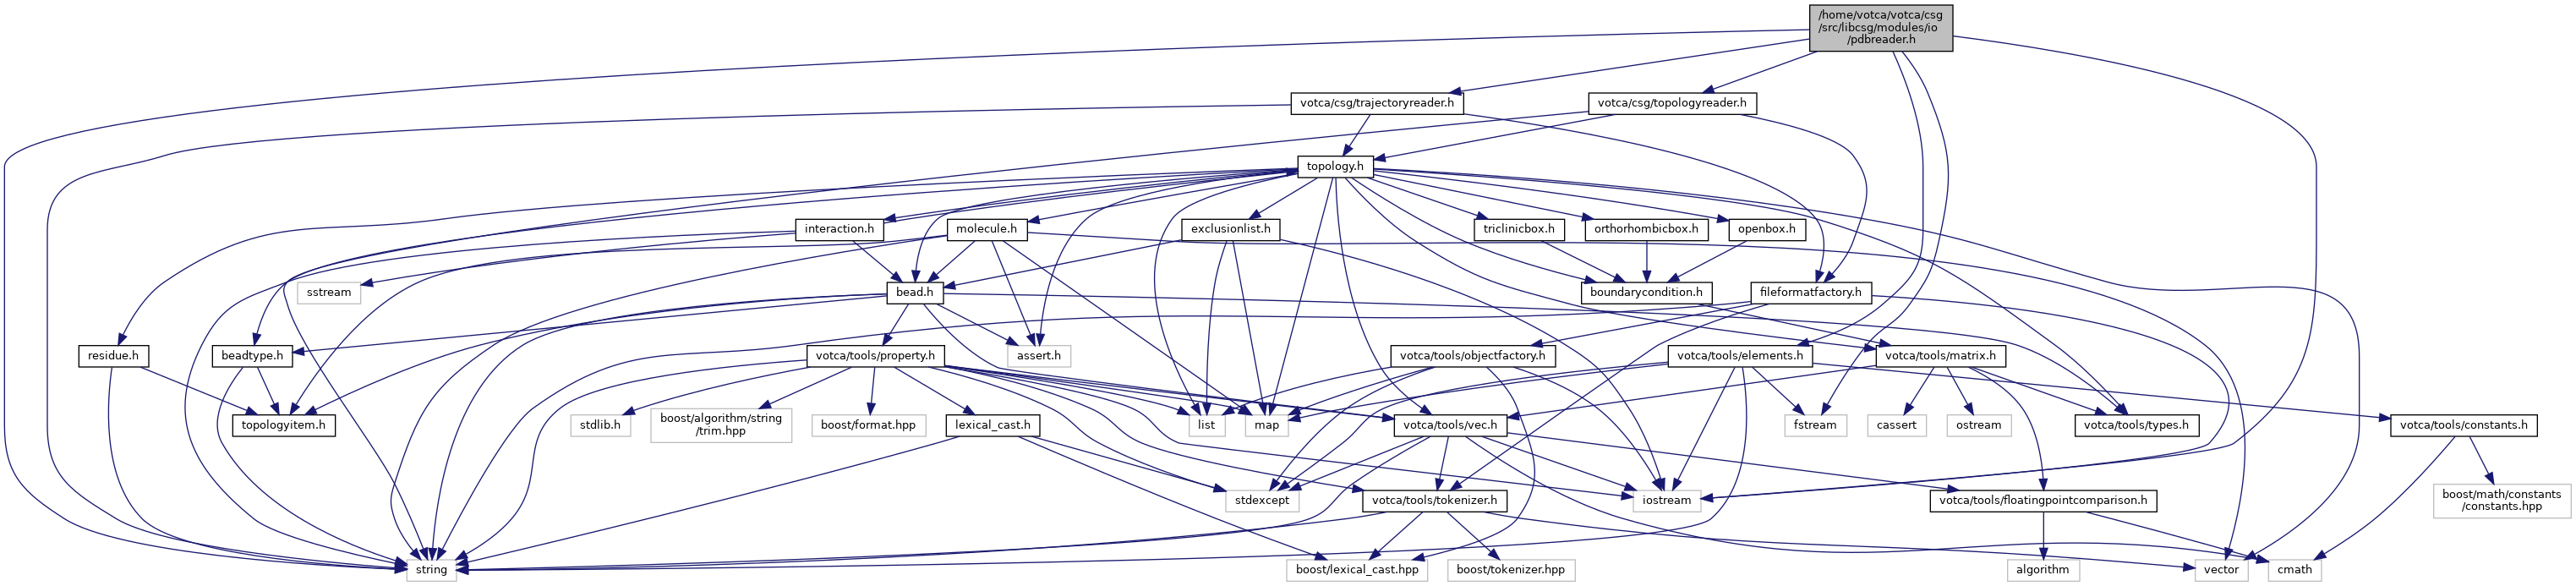 /home/votca/votca/csg
/src/libcsg/modules/io
/pdbreader.h
votca/csg/trajectoryreader.h
votca/csg/topologyreader.h
topology.h
interaction.h
molecule.h
exclusionlist.h
triclinicbox.h
orthorhombicbox.h
openbox.h
sstream
bead.h
boundarycondition.h
fileformatfactory.h
residue.h
beadtype.h
votca/tools/property.h
assert.h
votca/tools/objectfactory.h
votca/tools/elements.h
votca/tools/matrix.h
topologyitem.h
stdlib.h
boost/algorithm/string
/trim.hpp
boost/format.hpp
lexical_cast.h
list
map
votca/tools/vec.h
fstream
cassert
ostream
votca/tools/types.h
votca/tools/constants.h
stdexcept
votca/tools/tokenizer.h
iostream
votca/tools/floatingpointcomparison.h
boost/math/constants
/constants.hpp
string
boost/lexical_cast.hpp
boost/tokenizer.hpp
algorithm
vector
cmath